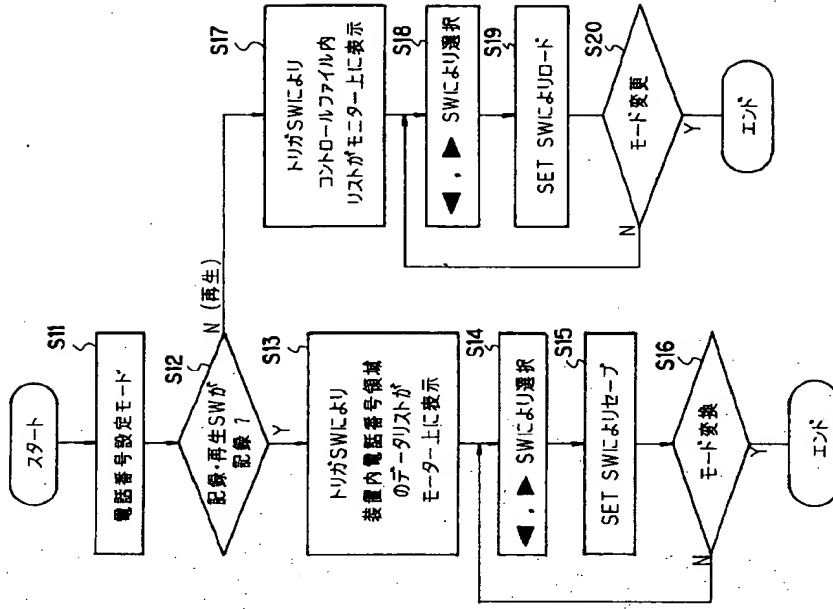 スタート
S11
電話番号設定モード
S12
記録・再生SWが
記録?
N (再生)
Y
S13
トリガSWにより
装置内電話番号領域
のデータリストが
モーター上に表示
S14
◀, ▶ SWにより選択
S15
SET SWによりセーブ
S16
モード変換
N
Y
エンド
S17
トリガSWにより
コントロールファイル内
リストがモニター上に表示
S18
◀, ▶ SWにより選択
S19
SET SWによりロード
S20
モード変更
N
Y
エンド